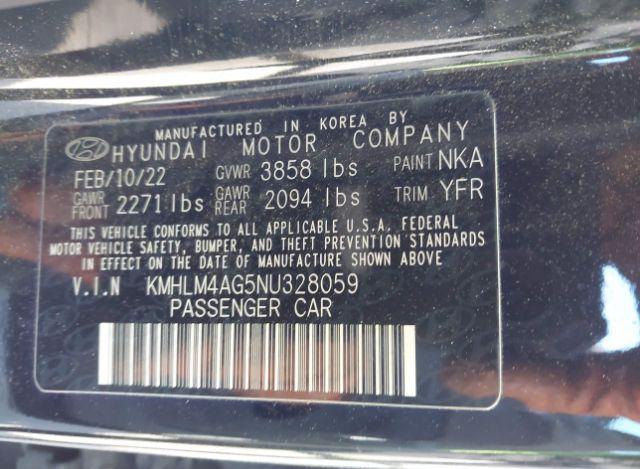 MANUFACTURED IN KOREA BY
HYUNDAI MOTOR COMPANY
FEB/10/22 GVWR 3858 lbs PAINT NKA
GAWR FRONT 2271 lbs GAWR REAR 2094 lbs TRIM YFR
THIS VEHICLE CONFORMS TO ALL APPLICABLE U.S.A. FEDERAL
MOTOR VEHICLE SAFETY, BUMPER, AND THEFT PREVENTION STANDARDS
IN EFFECT ON THE DATE OF MANUFACTURE SHOWN ABOVE
V.I.N KMHLM4AG5NU328059
PASSENGER CAR